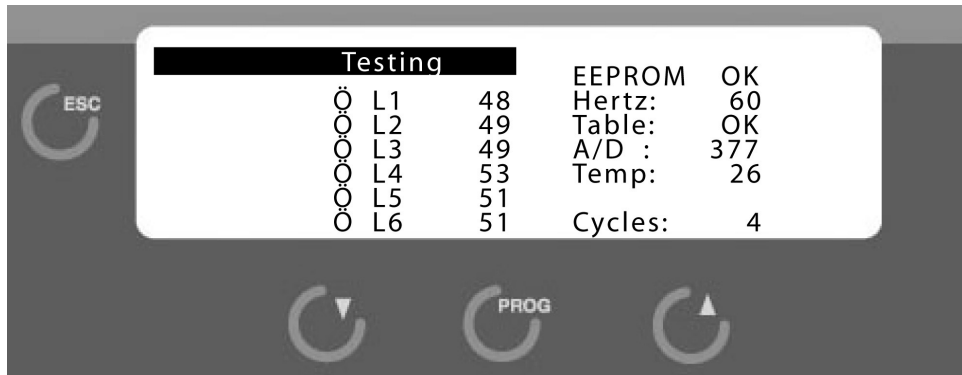 Testing
EEPROM OK
Ö L1 48 Hertz: 60
Ö L2 49 Table: OK
Ö L3 49 A/D : 377
Ö L4 53 Temp: 26
Ö L5 51
Ö L6 51 Cycles: 4
ESC
PROG